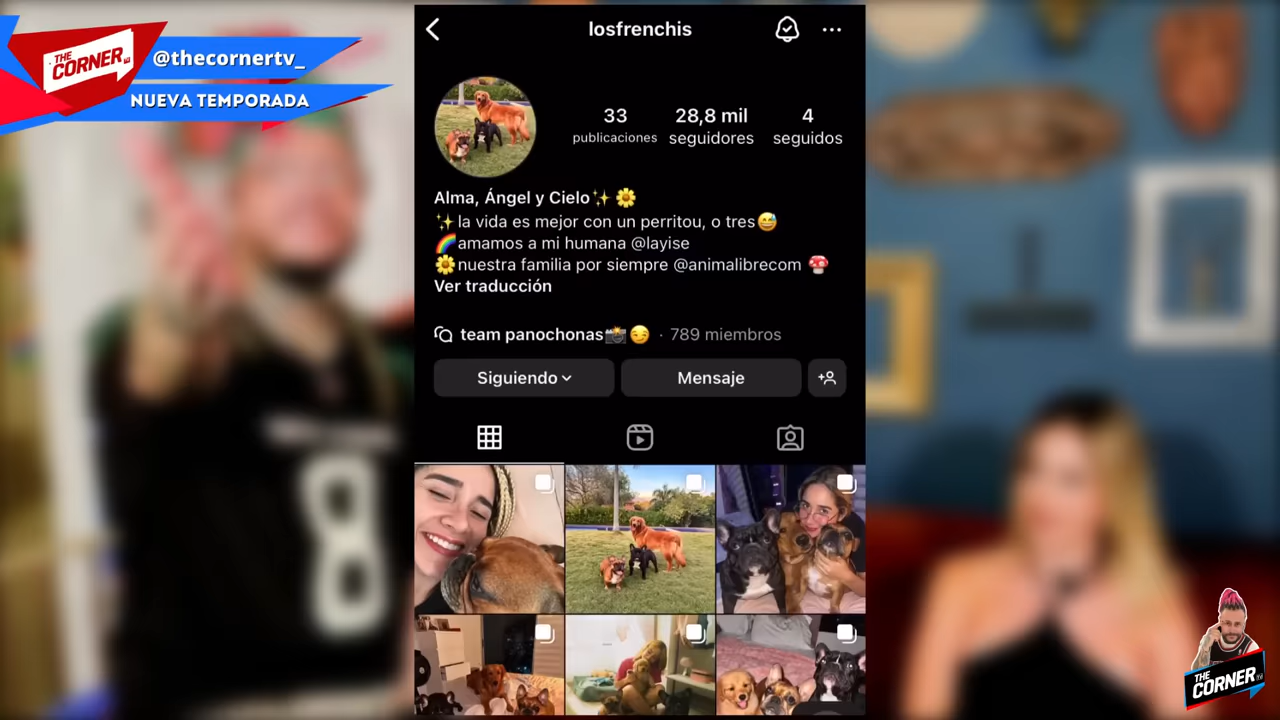 THE CORNER
@thecornertv_
NUEVA TEMPORADA
losfrenchis
33
publicaciones
28,8 mil
seguidores
4
seguidos
Alma, Ángel y Cielo✨ 🌼
✨la vida es mejor con un perritou, o tres😅
🌈amamos a mi humana @layise
🌼nuestra familia por siempre @animalibrecom 🍄
Ver traducción
team panochonas📸😏 · 789 miembros
Siguiendo
Mensaje
8
THE CORNER